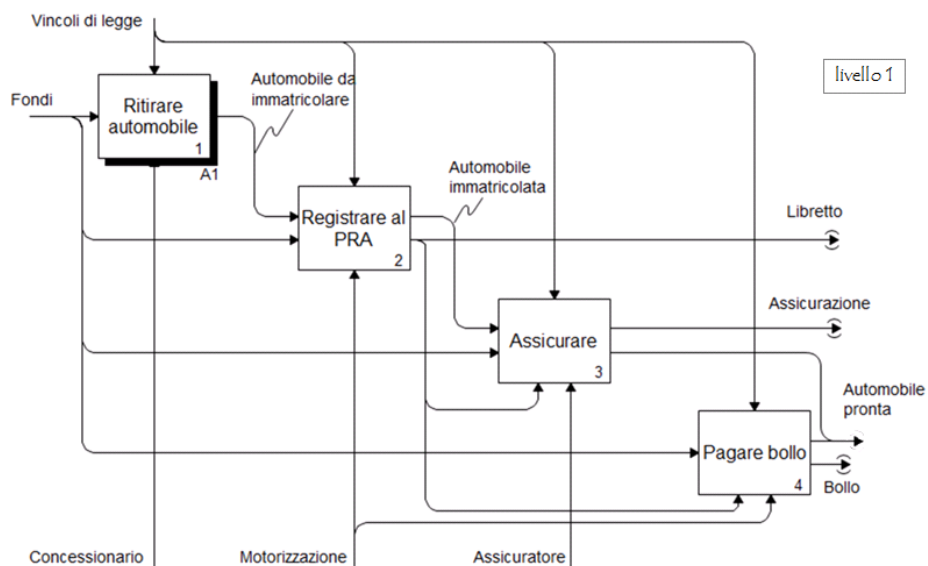 Vincoli di legge
livello 1
Fondi
Ritirare
automobile
1
A1
Automobile da
immatricolare
Automobile
immatricolata
Registrare al
PRA
2
Libretto
Assicurazione
Assicurare
3
Automobile
pronta
Pagare bollo
4
Bollo
Concessionario
Motorizzazione
Assicuratore